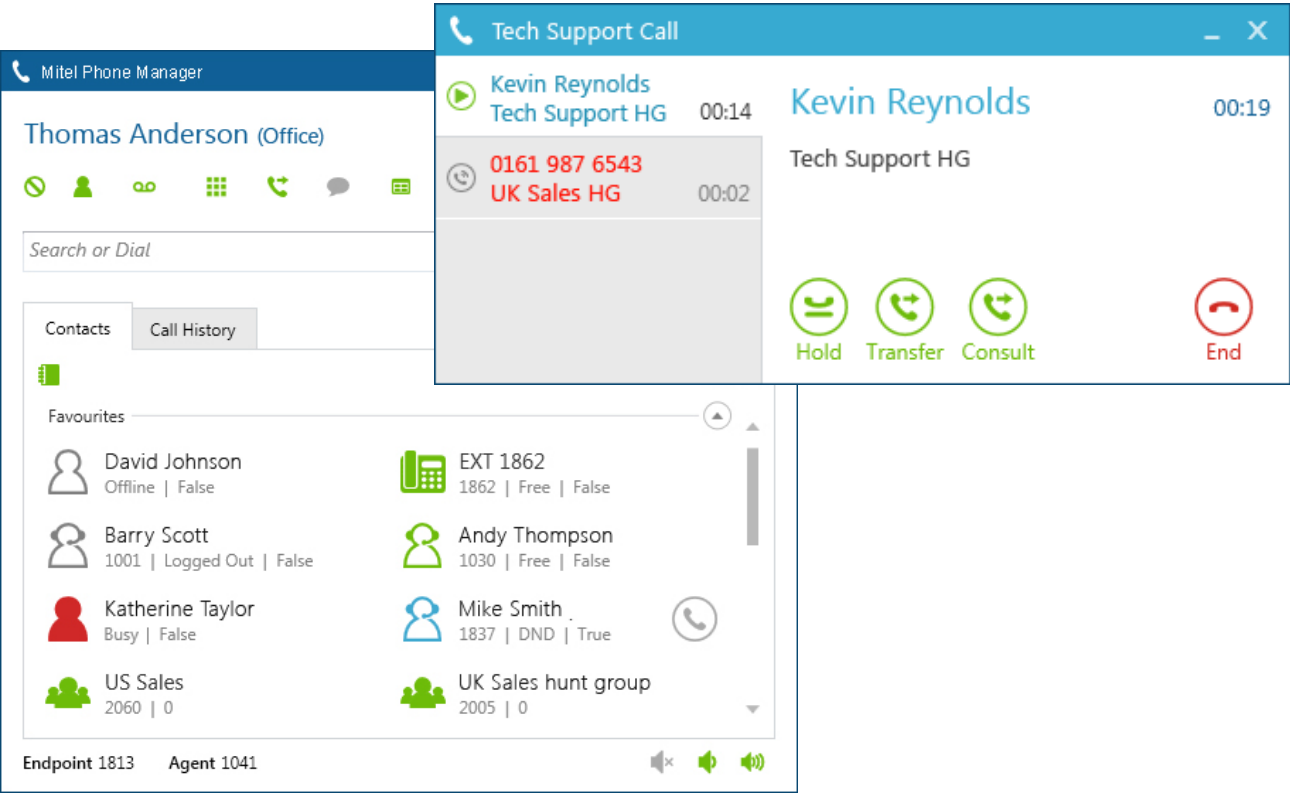 Tech Support Call
Kevin Reynolds
Tech Support HG 00:14
0161 987 6543
UK Sales HG 00:02
Kevin Reynolds 00:19
Tech Support HG
Hold Transfer Consult End
Mitel Phone Manager
Thomas Anderson (Office)
Search or Dial
Contacts Call History
Favourites
David Johnson
Offline | False
EXT 1862
1862 | Free | False
Barry Scott
1001 | Logged Out | False
Andy Thompson
1030 | Free | False
Katherine Taylor
Busy | False
Mike Smith
1837 | DND | True
US Sales
2060 | 0
UK Sales hunt group
2005 | 0
Endpoint 1813 Agent 1041